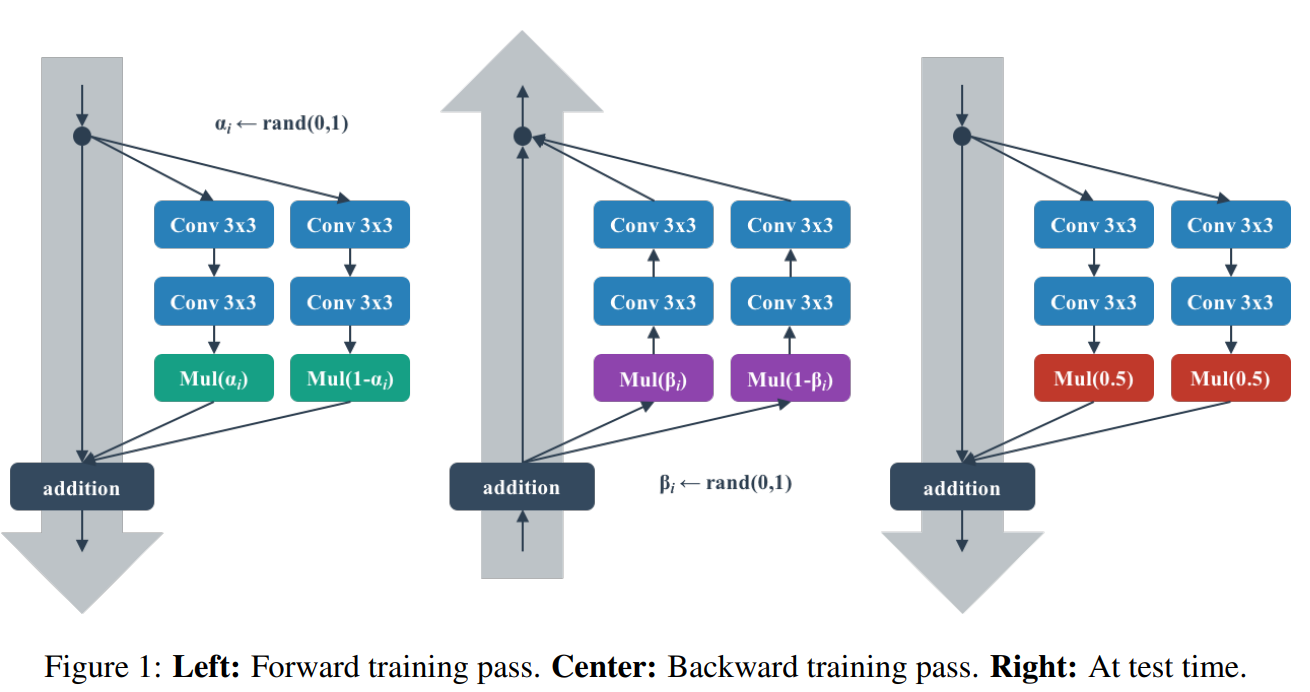 αᵢ ← rand(0,1)
Conv 3x3 Conv 3x3 Conv 3x3 Conv 3x3 Conv 3x3 Conv 3x3
Conv 3x3 Conv 3x3 Conv 3x3 Conv 3x3 Conv 3x3 Conv 3x3
Mul(αᵢ) Mul(1-αᵢ) Mul(βᵢ) Mul(1-βᵢ) Mul(0.5) Mul(0.5)
addition addition βᵢ ← rand(0,1) addition
Figure 1: Left: Forward training pass. Center: Backward training pass. Right: At test time.